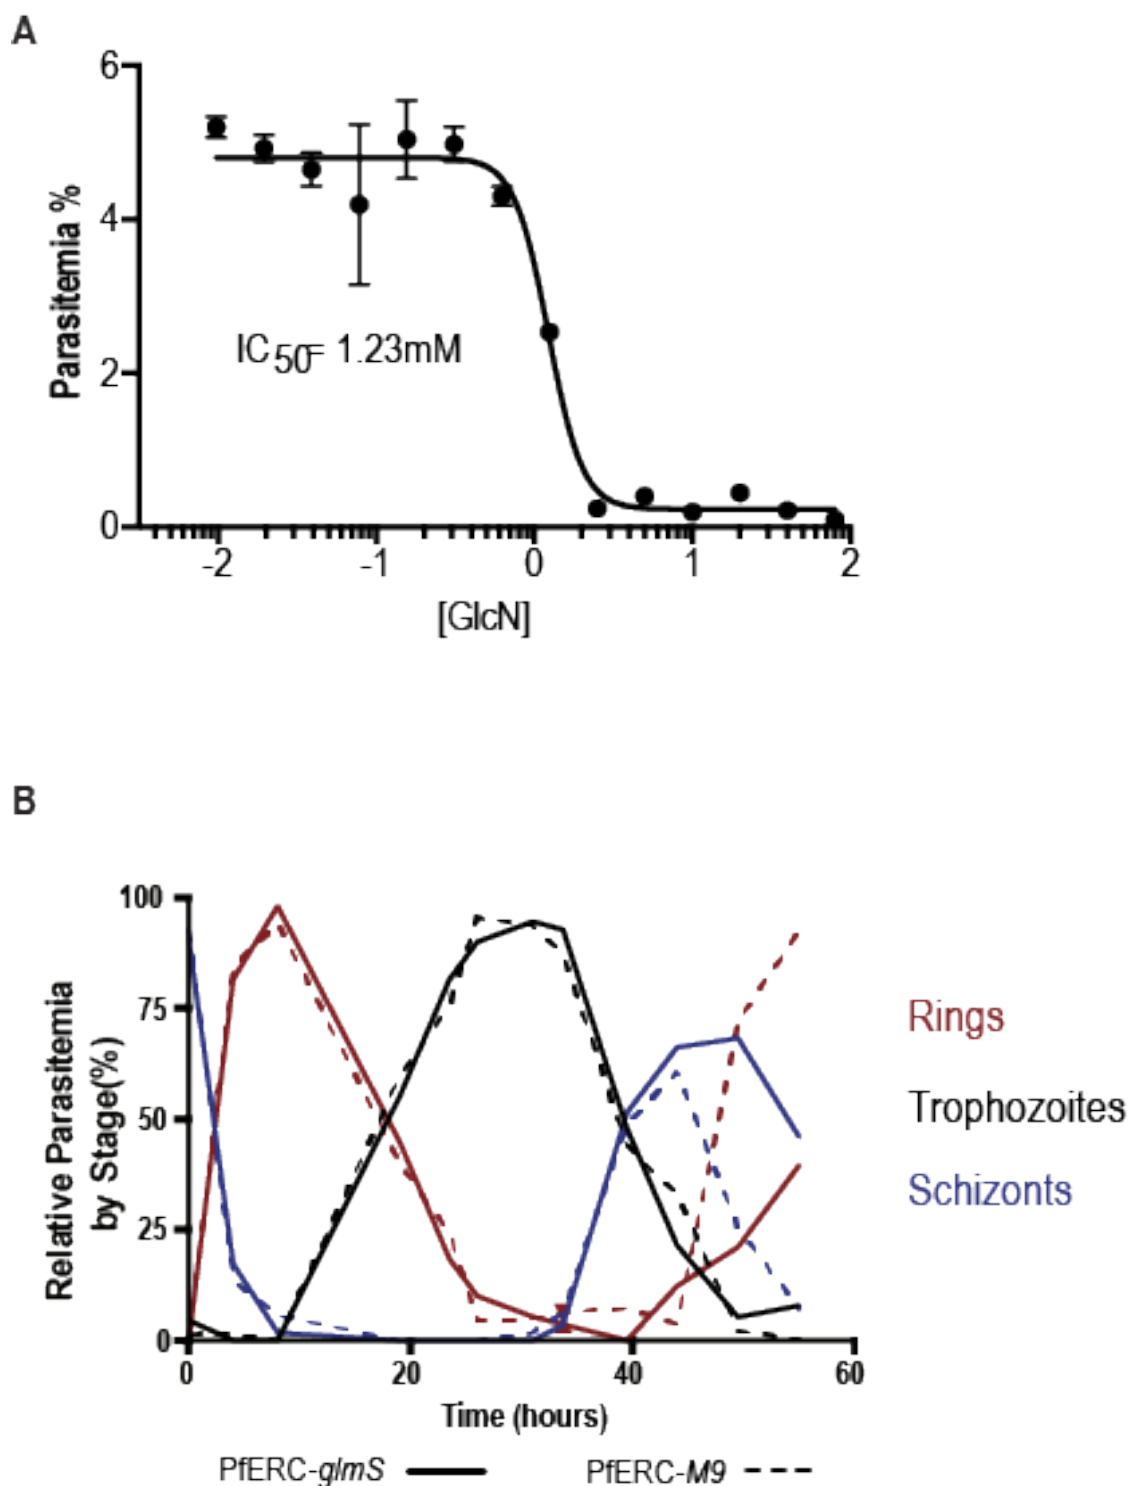 A
6
4
2
0
Parasitemia %
IC50= 1.23mM
-2 -1 0 1 2
[GlcN]
B
100
75
50
25
0
Relative Parasitemia
by Stage(%)
Rings
Trophozoites
Schizonts
0 20 40 60
Time (hours)
PfERC-glmS PfERC-M9